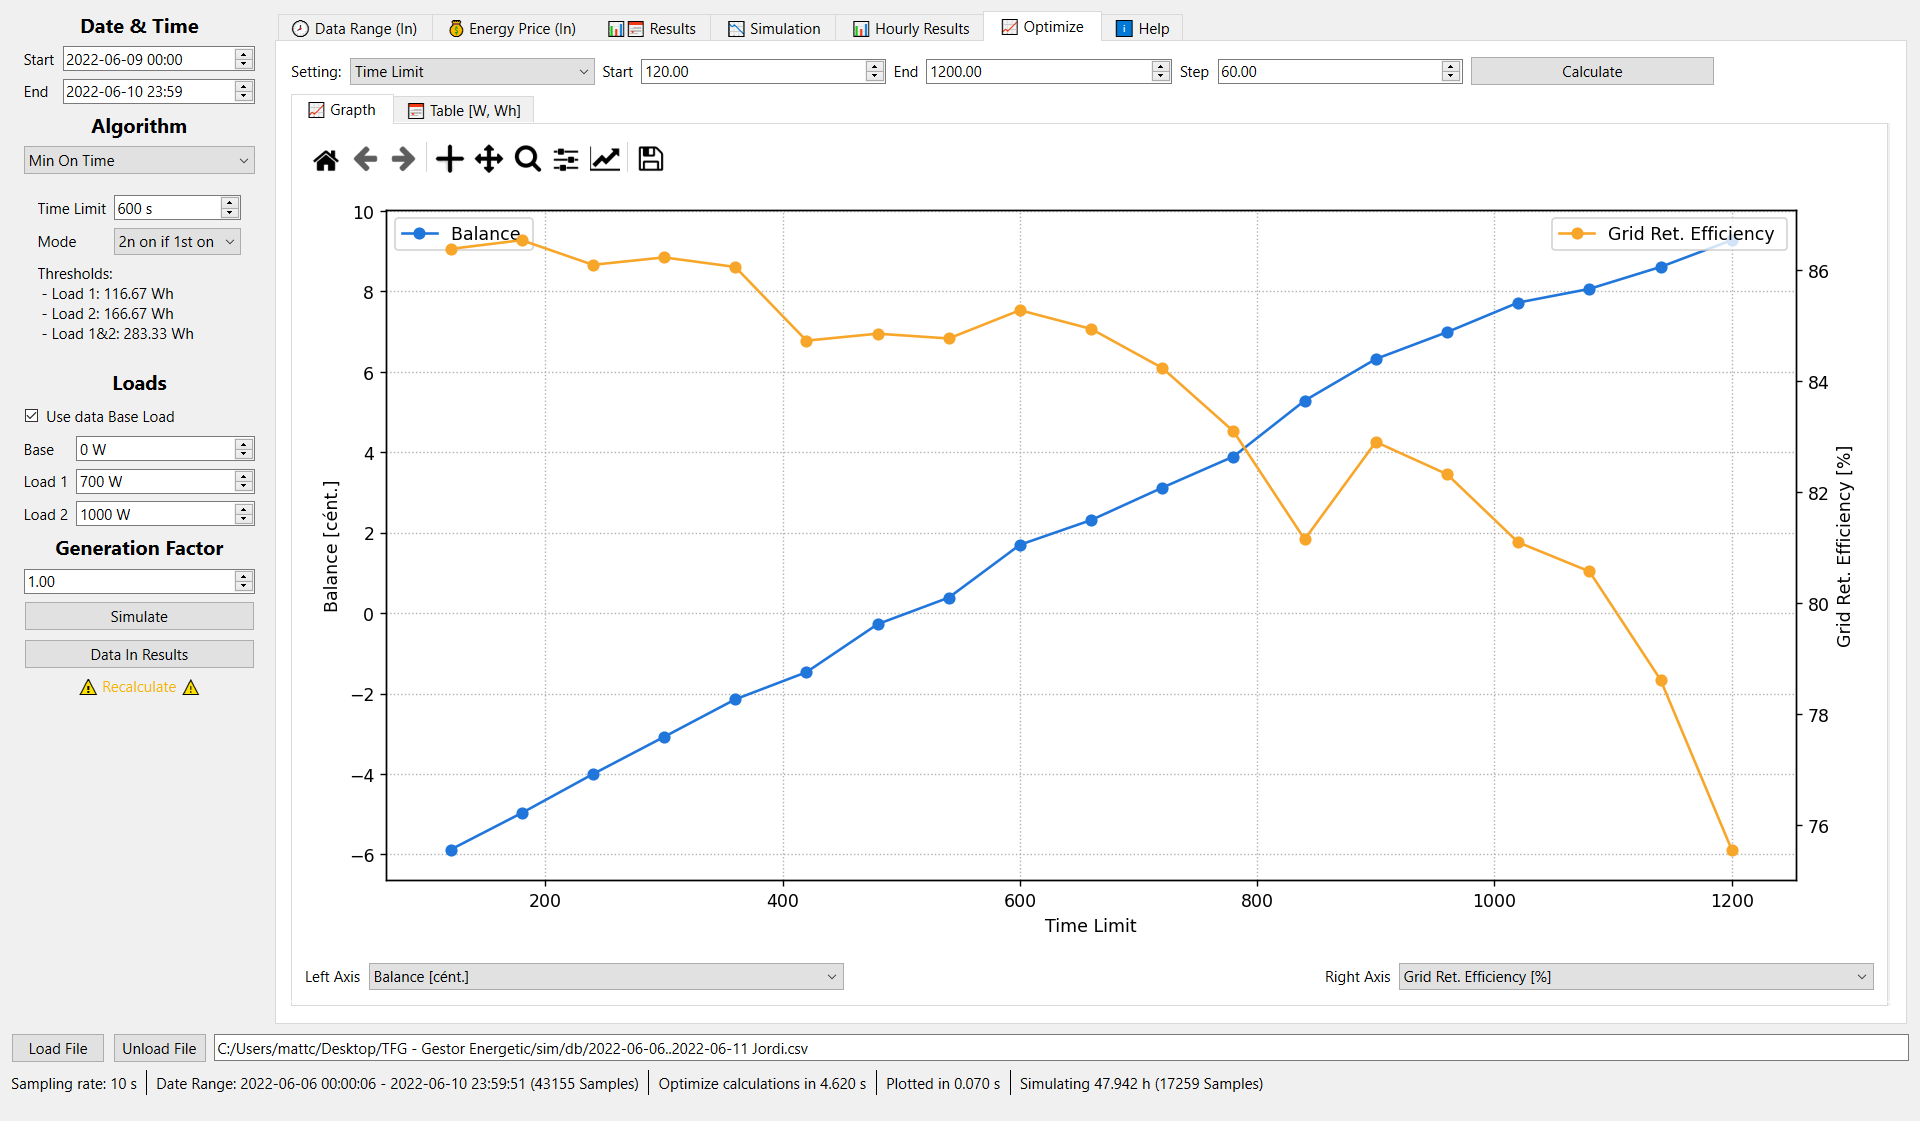 Date & Time
Start 2022-06-09 00:00
End 2022-06-10 23:59
Algorithm
Min On Time
Time Limit 600 s
Mode 2n on if 1st on
Thresholds:
- Load 1: 116.67 Wh
- Load 2: 166.67 Wh
- Load 1&2: 283.33 Wh
Loads
Use data Base Load
Base 0 W
Load 1 700 W
Load 2 1000 W
Generation Factor
1.00
Simulate
Data In Results
Recalculate
Data Range (In) Energy Price (In) Results Simulation Hourly Results Optimize Help
Setting: Time Limit Start 120.00 End 1200.00 Step 60.00 Calculate
Grapth Table [W, Wh]
Balance
Grid Ret. Efficiency
10
8
6
4
2
0
−2
−4
−6
Balance [cént.]
86
84
82
80
78
76
Grid Ret. Efficiency [%]
200 400 600 800 1000 1200
Time Limit
Left Axis Balance [cént.] Right Axis Grid Ret. Efficiency [%]
Load File Unload File C:/Users/mattc/Desktop/TFG - Gestor Energetic/sim/db/2022-06-06..2022-06-11 Jordi.csv
Sampling rate: 10 s Date Range: 2022-06-06 00:00:06 - 2022-06-10 23:59:51 (43155 Samples) Optimize calculations in 4.620 s Plotted in 0.070 s Simulating 47.942 h (17259 Samples)